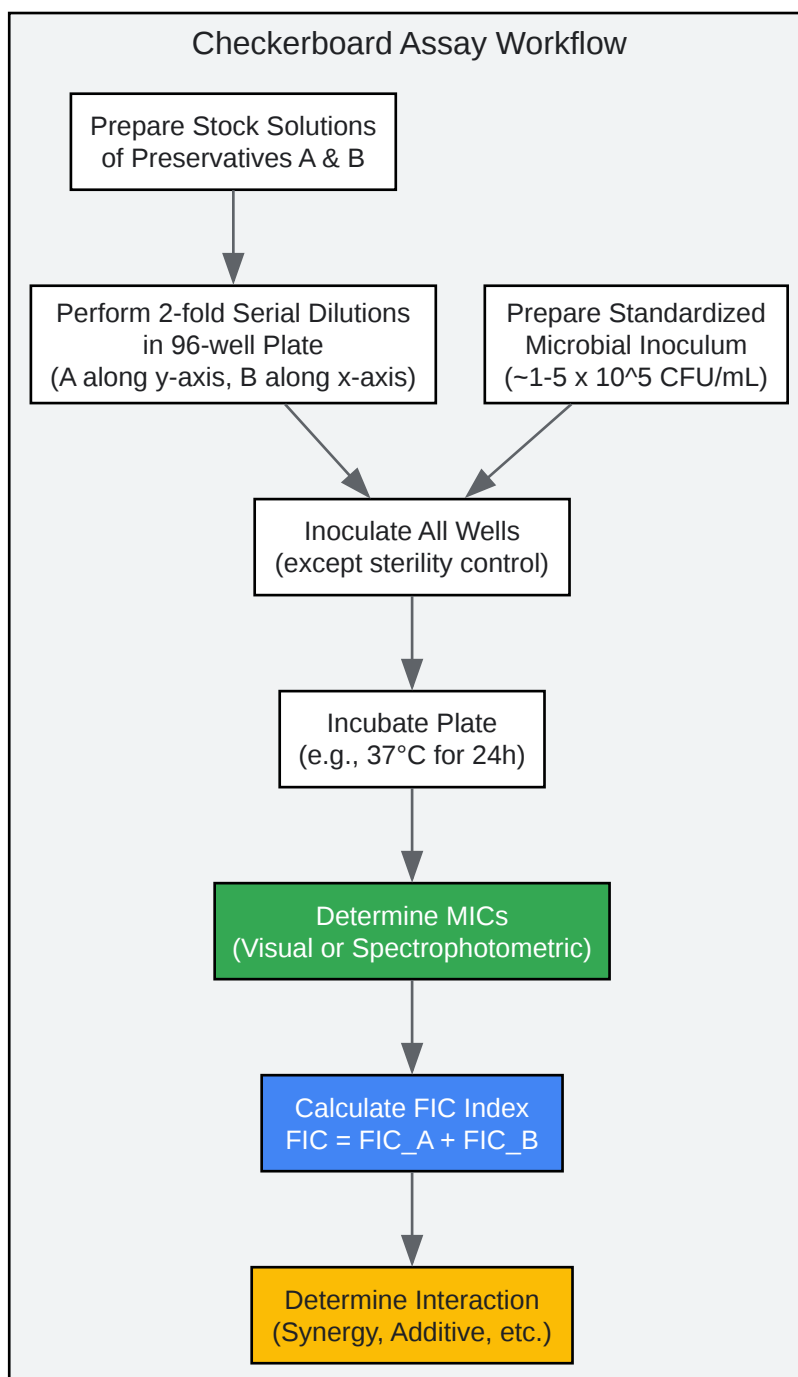 Checkerboard Assay Workflow
Prepare Stock Solutions
of Preservatives A & B
Perform 2-fold Serial Dilutions
in 96-well Plate
(A along y-axis, B along x-axis)
Prepare Standardized
Microbial Inoculum
(~1-5 x 10^5 CFU/mL)
Inoculate All Wells
(except sterility control)
Incubate Plate
(e.g., 37°C for 24h)
Determine MICs
(Visual or Spectrophotometric)
Calculate FIC Index
FIC = FIC_A + FIC_B
Determine Interaction
(Synergy, Additive, etc.)